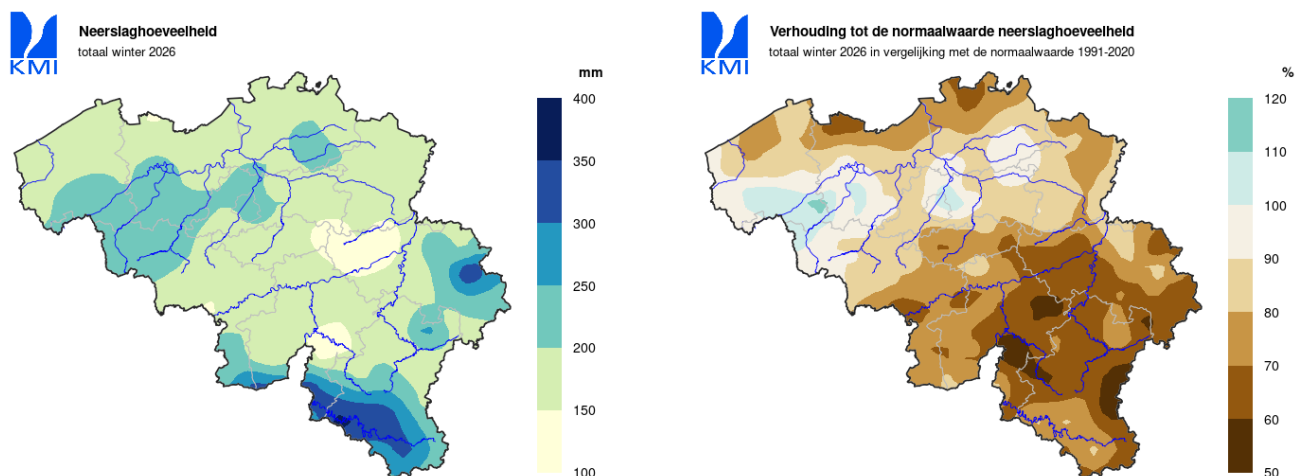 KMI
Neerslaghoeveelheid
totaal winter 2026
mm
400
350
300
250
200
150
100
KMI
Verhouding tot de normaalwaarde neerslaghoeveelheid
totaal winter 2026 in vergelijking met de normaalwaarde 1991-2020
%
120
110
100
90
80
70
60
50